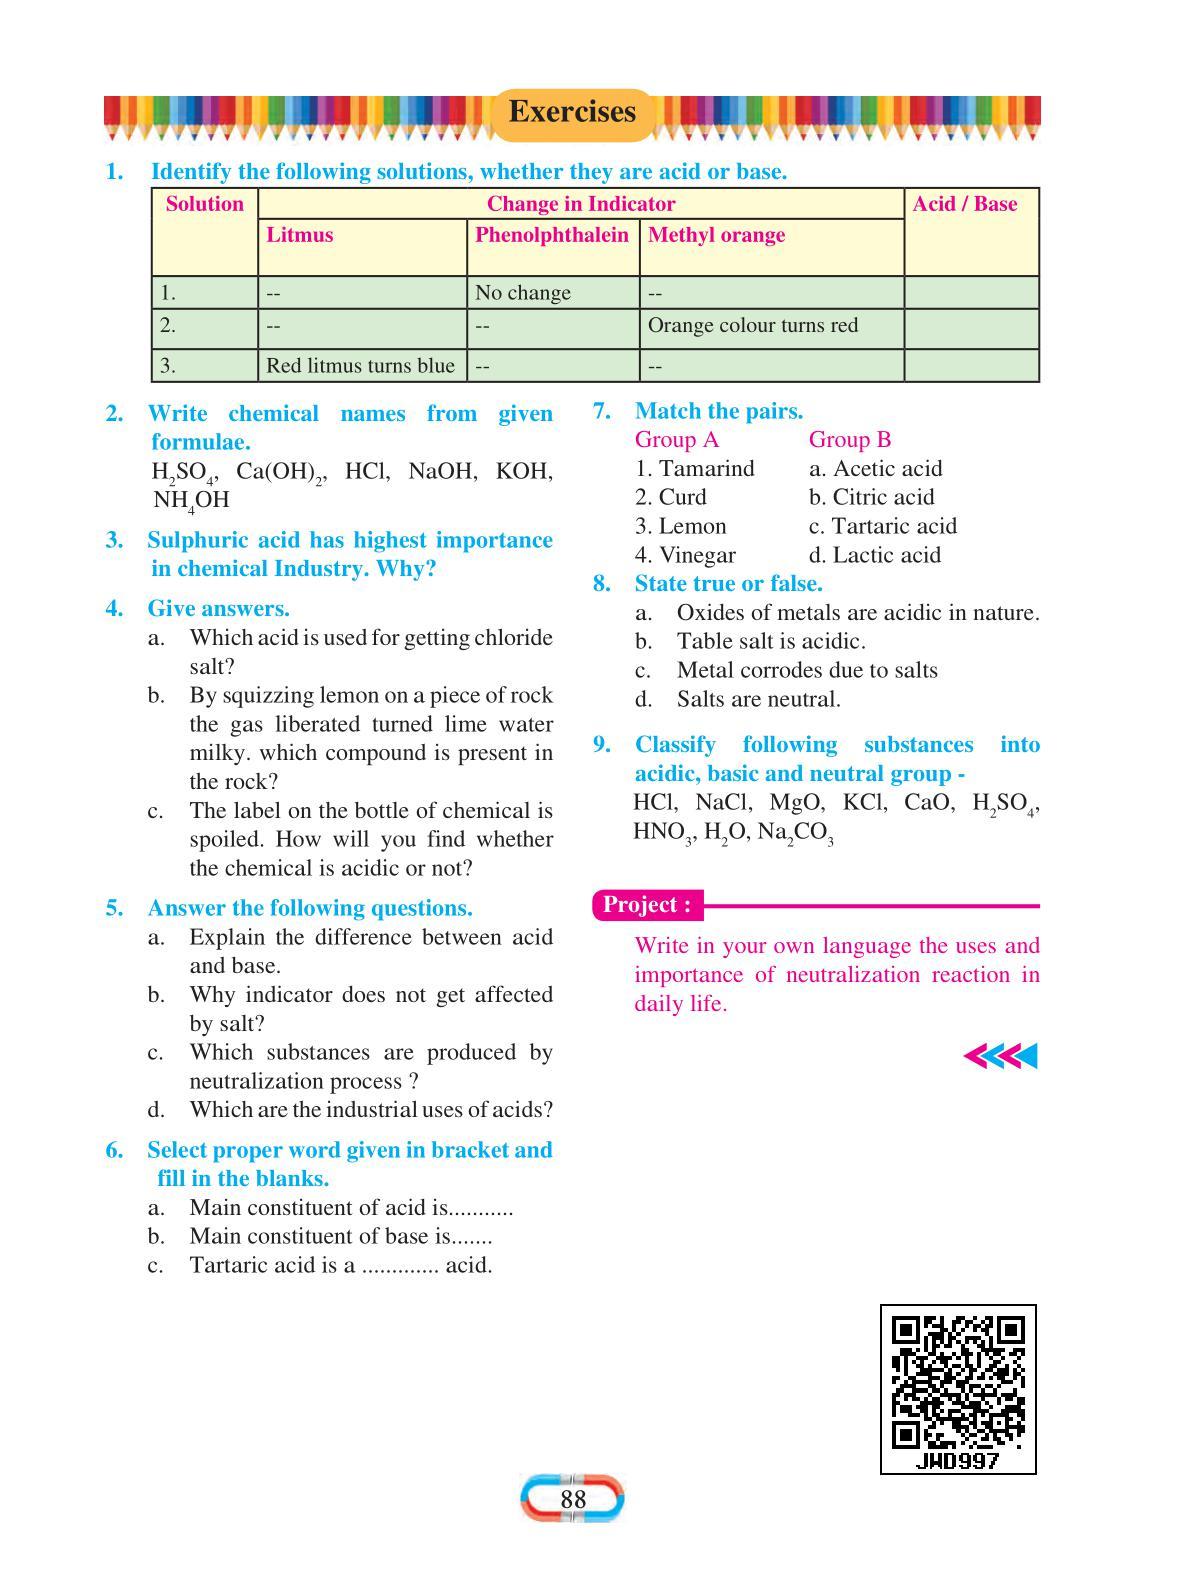 Exercises
1. Identify the following solutions, whether they are acid or base.
Solution Change in Indicator Acid / Base
Litmus Phenolphthalein Methyl orange
1. -- No change --
2. -- -- Orange colour turns red
3. Red litmus turns blue -- --
2. Write chemical names from given
formulae.
H2SO4, Ca(OH)2, HCl, NaOH, KOH,
NH4OH
3. Sulphuric acid has highest importance
in chemical Industry. Why?
4. Give answers.
a. Which acid is used for getting chloride
salt?
b. By squizzing lemon on a piece of rock
the gas liberated turned lime water
milky. which compound is present in
the rock?
c. The label on the bottle of chemical is
spoiled. How will you find whether
the chemical is acidic or not?
5. Answer the following questions.
a. Explain the difference between acid
and base.
b. Why indicator does not get affected
by salt?
c. Which substances are produced by
neutralization process ?
d. Which are the industrial uses of acids?
6. Select proper word given in bracket and
fill in the blanks.
a. Main constituent of acid is...........
b. Main constituent of base is.......
c. Tartaric acid is a ............. acid.
7. Match the pairs.
Group A Group B
1. Tamarind a. Acetic acid
2. Curd b. Citric acid
3. Lemon c. Tartaric acid
4. Vinegar d. Lactic acid
8. State true or false.
a. Oxides of metals are acidic in nature.
b. Table salt is acidic.
c. Metal corrodes due to salts
d. Salts are neutral.
9. Classify following substances into
acidic, basic and neutral group -
HCl, NaCl, MgO, KCl, CaO, H2SO4,
HNO3, H2O, Na2CO3
Project :
Write in your own language the uses and
importance of neutralization reaction in
daily life.
JWD997
88